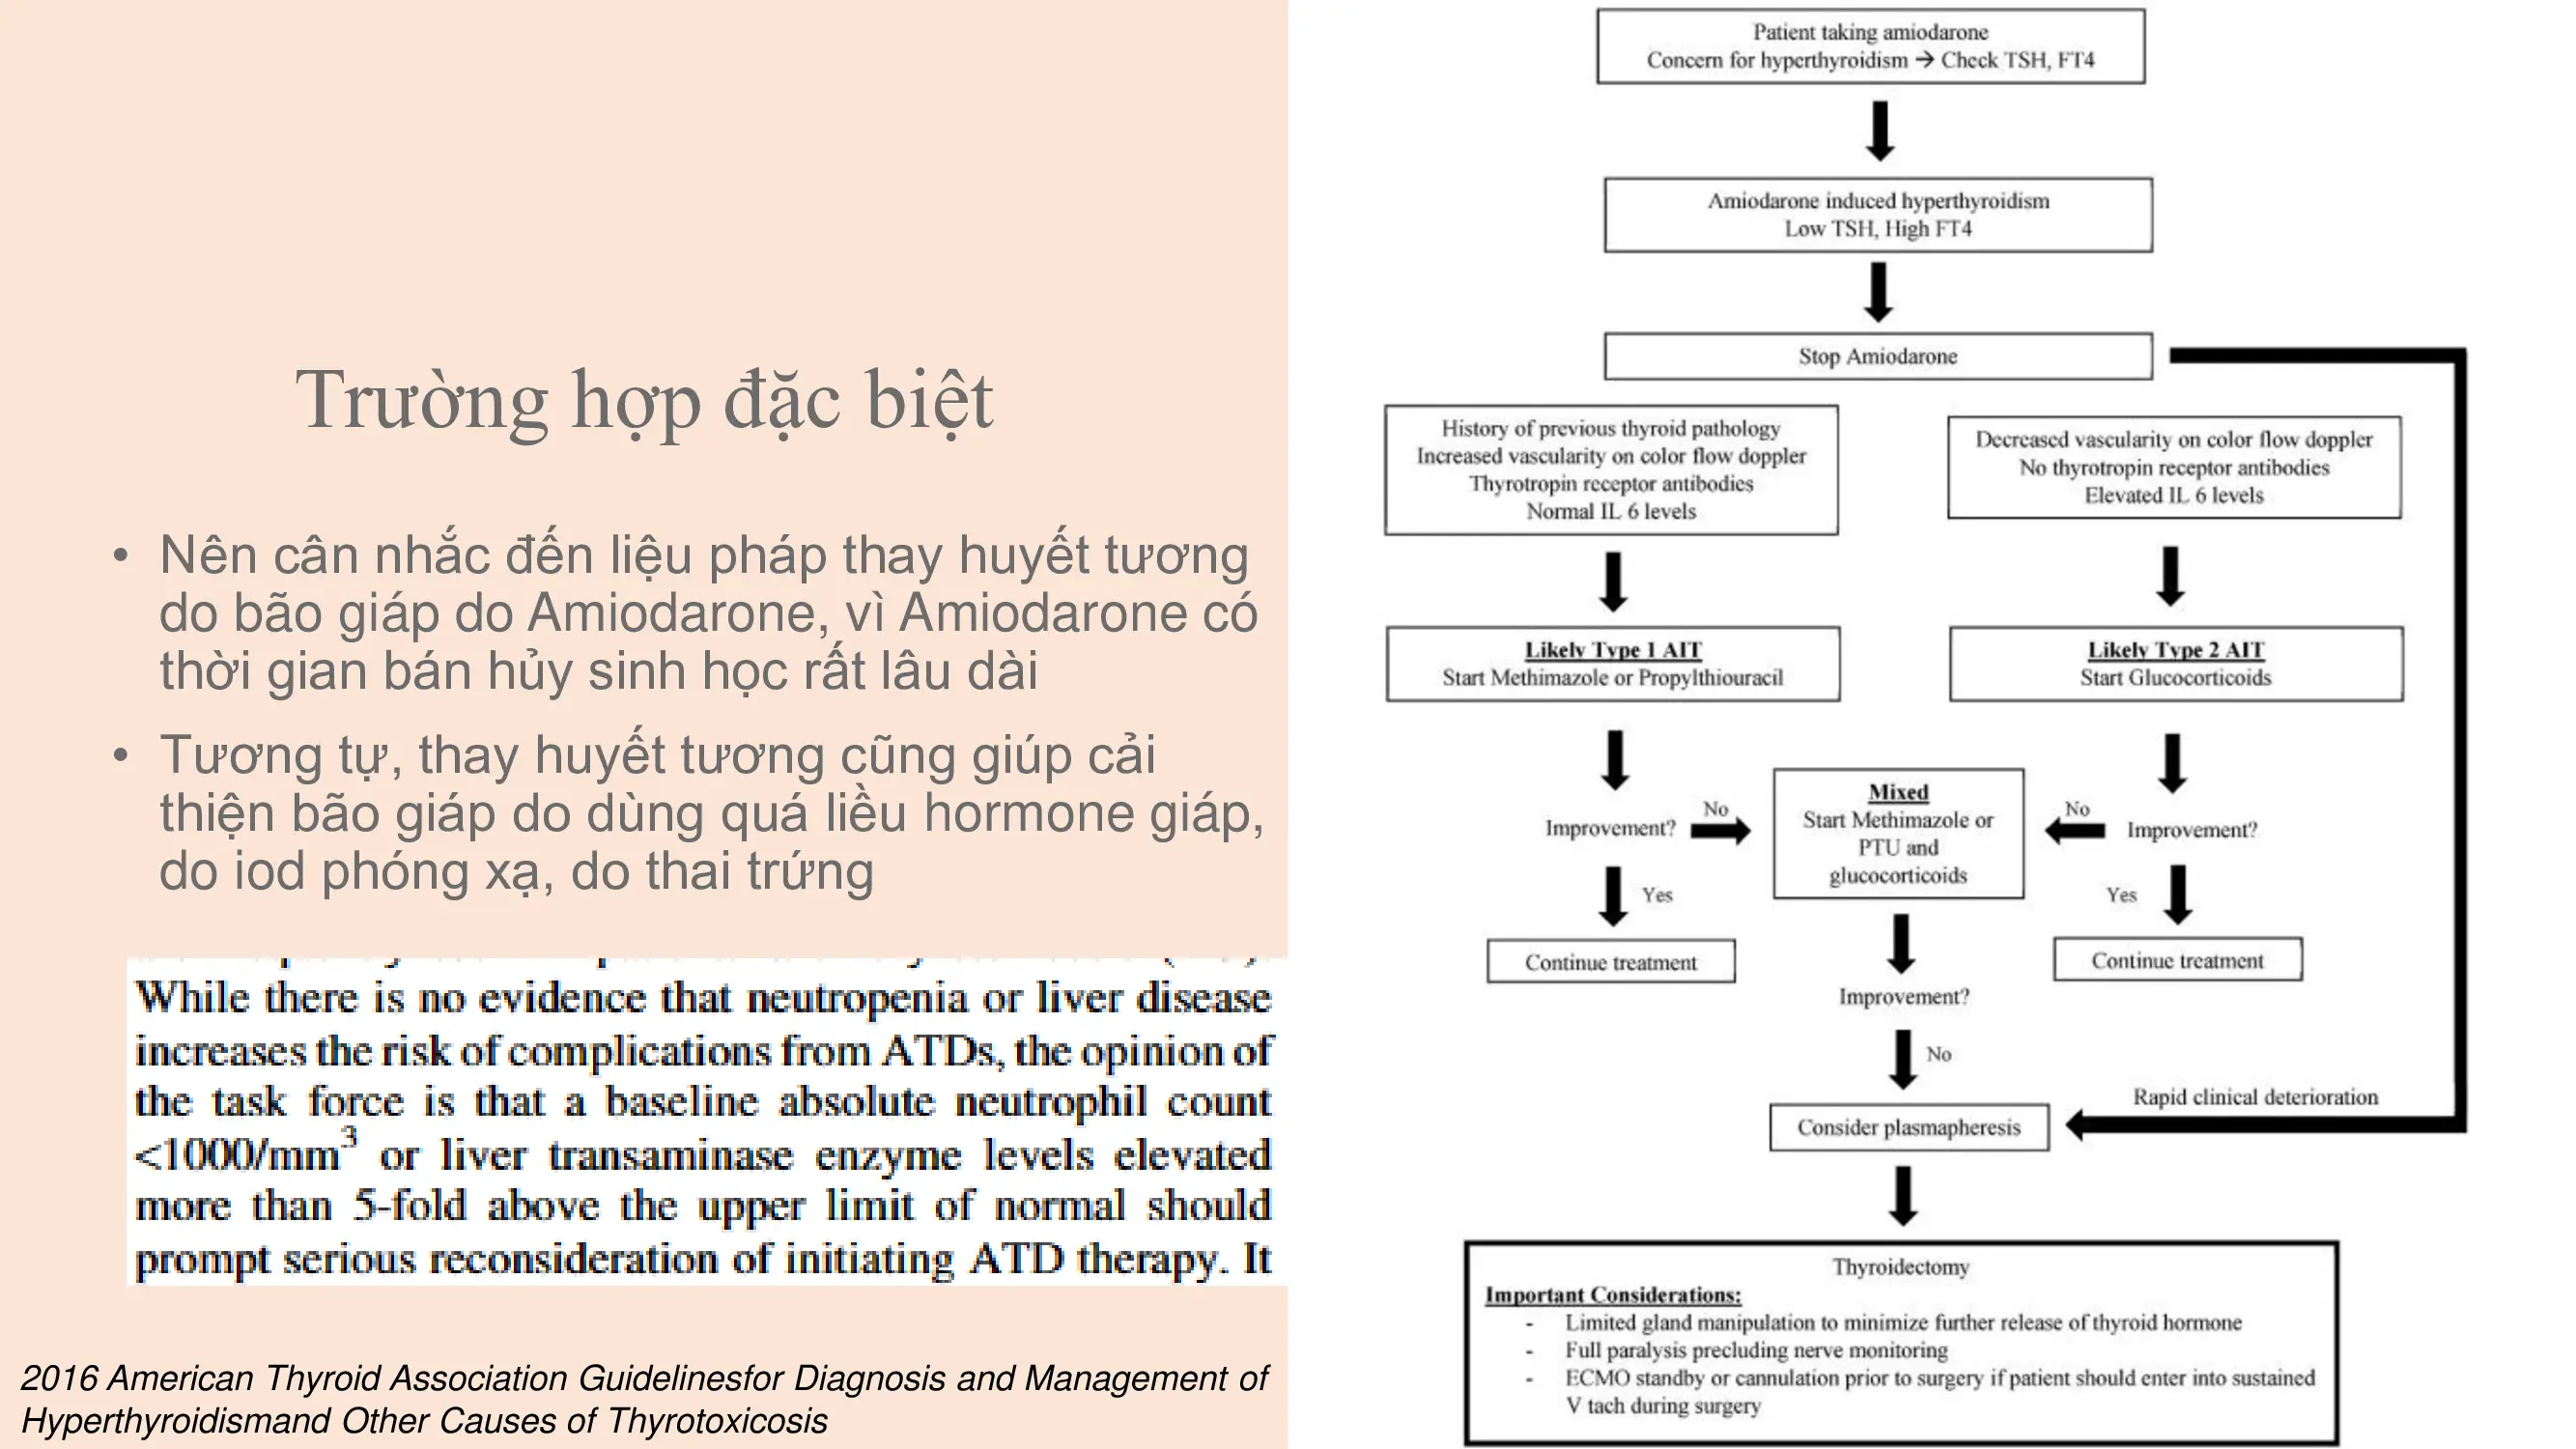 Trường hợp đặc biệt
• Nên cân nhắc đến liệu pháp thay huyết tương
do bão giáp do Amiodarone, vì Amiodarone có
thời gian bán hủy sinh học rất lâu dài
• Tương tự, thay huyết tương cũng giúp cải
thiện bão giáp do dùng quá liều hormone giáp,
do iod phóng xạ, do thai trứng
While there is no evidence that neutropenia or liver disease
increases the risk of complications from ATDs, the opinion of
the task force is that a baseline absolute neutrophil count
<1000/mm³ or liver transaminase enzyme levels elevated
more than 5-fold above the upper limit of normal should
prompt serious reconsideration of initiating ATD therapy. It
2016 American Thyroid Association Guidelinesfor Diagnosis and Management of
Hyperthyroidismand Other Causes of Thyrotoxicosis
Patient taking amiodarone
Concern for hyperthyroidism → Check TSH, FT4
Amiodarone induced hyperthyroidism
Low TSH, High FT4
Stop Amiodarone
History of previous thyroid pathology
Increased vascularity on color flow doppler
Thyrotropin receptor antibodies
Normal IL 6 levels
Decreased vascularity on color flow doppler
No thyrotropin receptor antibodies
Elevated IL 6 levels
Likely Type 1 AIT
Start Methimazole or Propylthiouracil
Likely Type 2 AIT
Start Glucocorticoids
Improvement?
No
Mixed
Start Methimazole or
PTU and
glucocorticoids
No
Improvement?
Yes
Yes
Continue treatment
Continue treatment
Improvement?
No
Rapid clinical deterioration
Consider plasmapheresis
Thyroidectomy
Important Considerations:
- Limited gland manipulation to minimize further release of thyroid hormone
- Full paralysis precluding nerve monitoring
- ECMO standby or cannulation prior to surgery if patient should enter into sustained
V tach during surgery